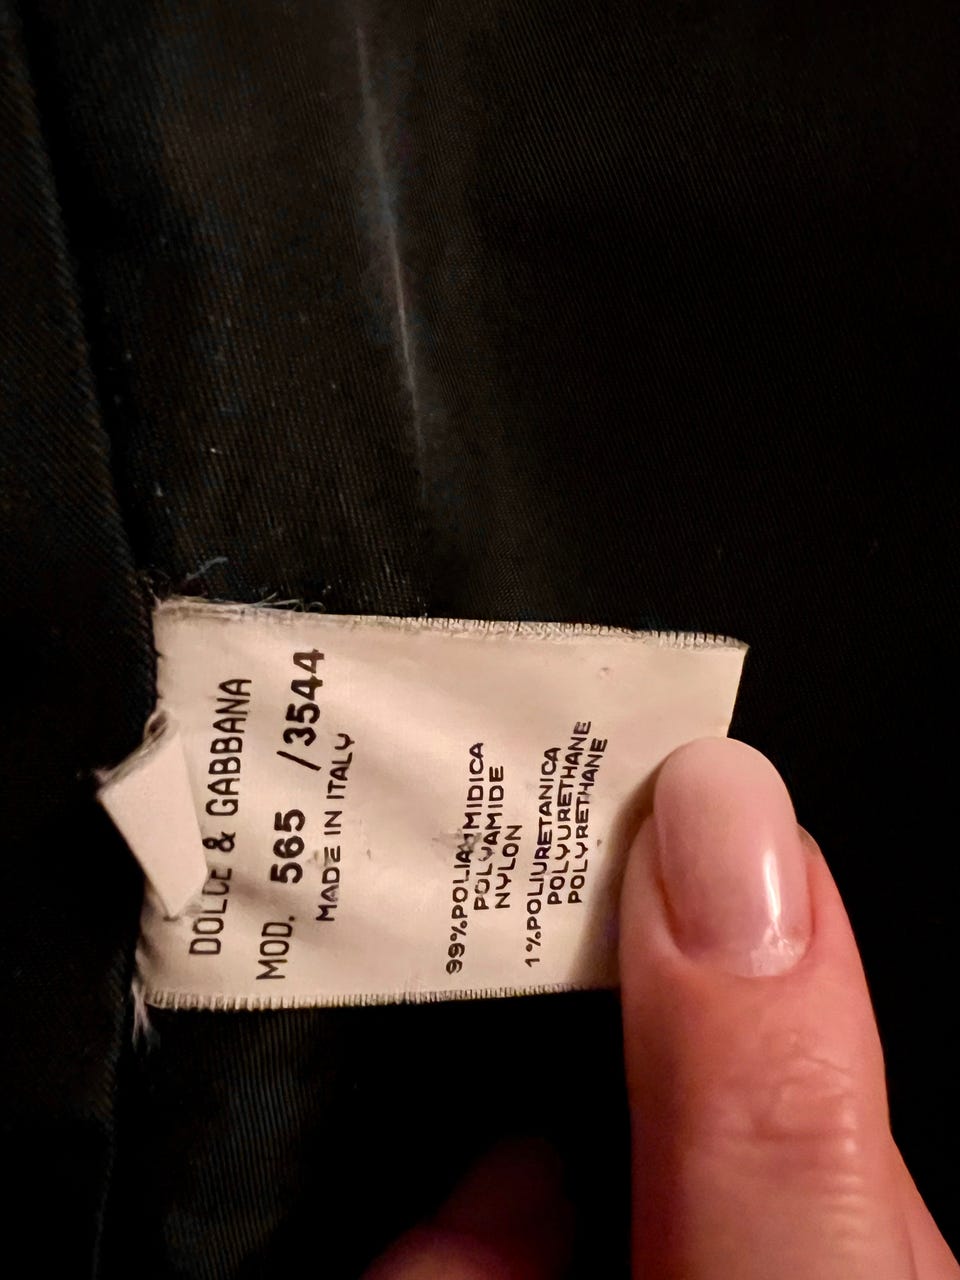 DOLCE & GABBANA
MOD. 565 /3544
MADE IN ITALY
99%POLIAMMIDICA
POLYAMIDE
NYLON
1%POLIURETANICA
POLYURETHANE
POLYRETHANE